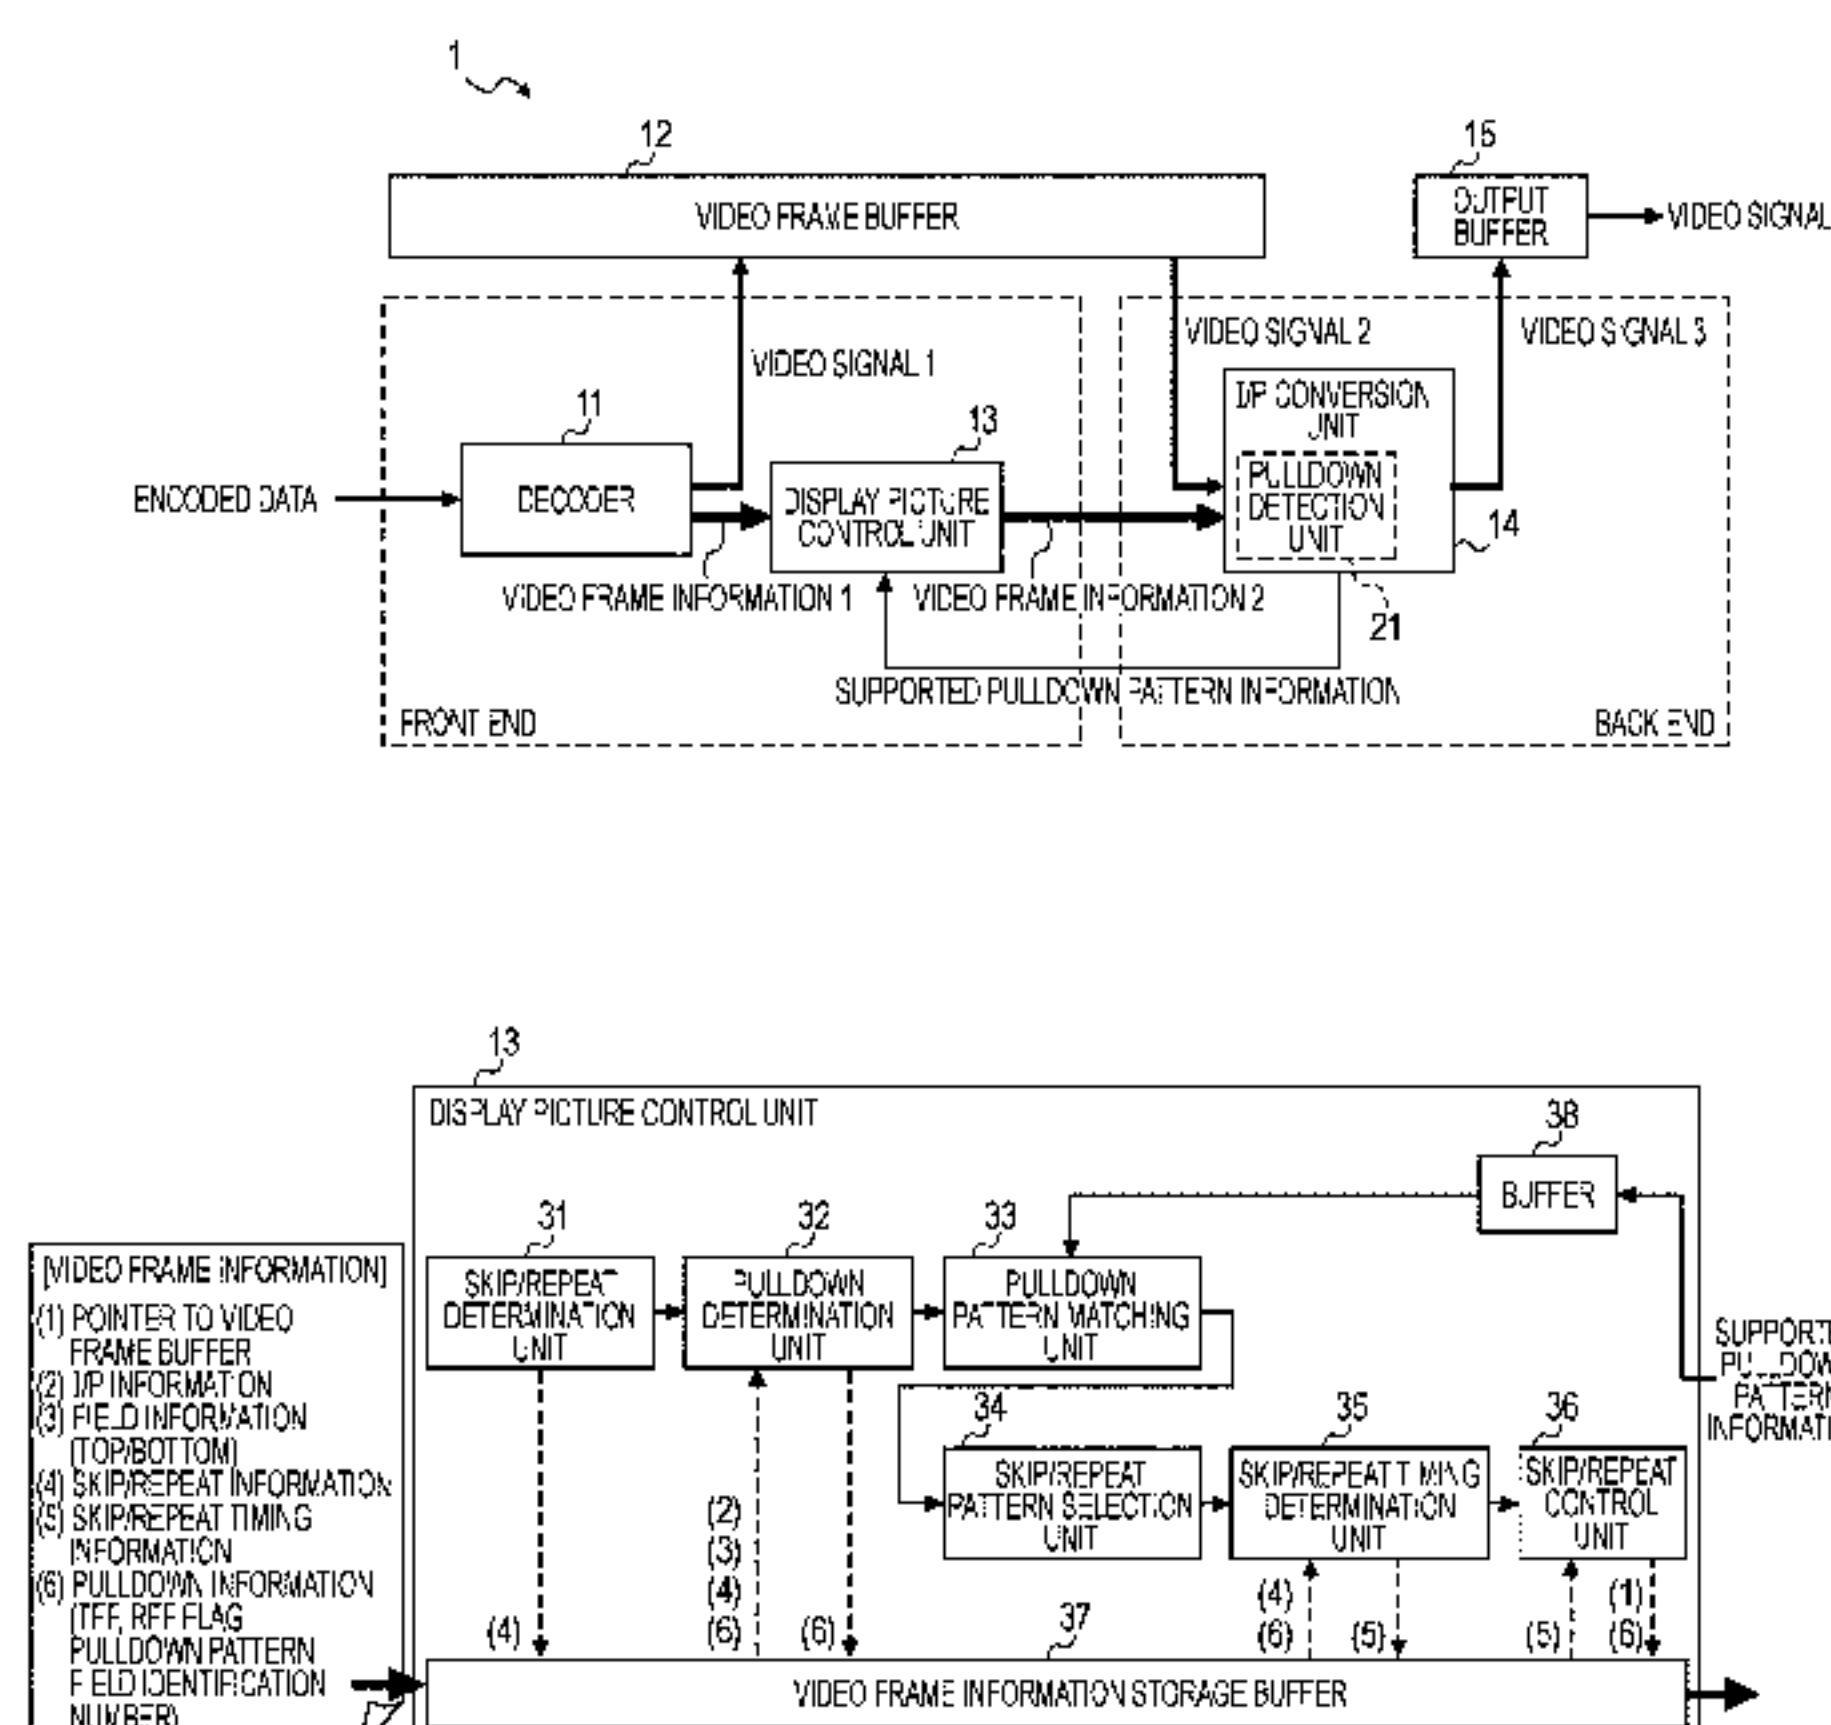 1
12
15
VIDEO FRAME BUFFER
OUTPUT
BUFFER
VIDEO SIGNAL
VIDEO SIGNAL 1
VIDEO SIGNAL 2
VIDEO SIGNAL 3
11
13
I/P CONVERSION
UNIT
ENCODED DATA
DECODER
DISPLAY PICTURE
CONTROL UNIT
PULLDOWN
DETECTION
UNIT
14
VIDEO FRAME INFORMATION 1
VIDEO FRAME INFORMATION 2
21
SUPPORTED PULLDOWN PATTERN INFORMATION
FRONT END
BACK END
13
DISPLAY PICTURE CONTROL UNIT
38
BUFFER
31
32
33
SKIP/REPEAT
DETERMINATION
UNIT
PULLDOWN
DETERMINATION
UNIT
PULLDOWN
PATTERN MATCHING
UNIT
[VIDEO FRAME INFORMATION]
(1) POINTER TO VIDEO
FRAME BUFFER
(2) I/P INFORMATION
(3) FIELD INFORMATION
(TOP/BOTTOM)
(4) SKIP/REPEAT INFORMATION
(5) SKIP/REPEAT TIMING
INFORMATION
(6) PULLDOWN INFORMATION
(TFF, RFF FLAG
PULLDOWN PATTERN
FIELD IDENTIFICATION
NUMBER)
34
35
36
SKIP/REPEAT
PATTERN SELECTION
UNIT
SKIP/REPEAT TIMING
DETERMINATION
UNIT
SKIP/REPEAT
CONTROL
UNIT
SUPPORTE
PULLDOW
PATTERN
INFORMATI
(4)
(2)
(3)
(4)
(6)
(6)
(4)
(6)
(5)
(5)
(1)
(6)
37
VIDEO FRAME INFORMATION STORAGE BUFFER